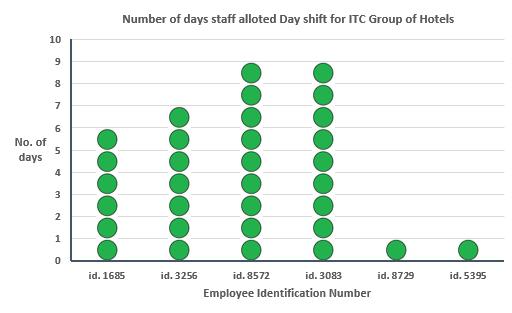 Number of days staff alloted Day shift for ITC Group of Hotels
10
9
8
7
6
5
4
3
2
1
0
No. of
days
id. 1685 id. 3256 id. 8572 id. 3083 id. 8729 id. 5395
Employee Identification Number